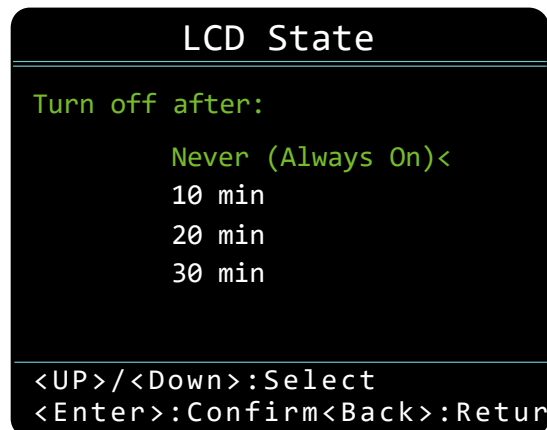 LCD State
Turn off after:
Never (Always On)<
10 min
20 min
30 min
<UP>/<Down>:Select
<Enter>:Confirm<Back>:Retur